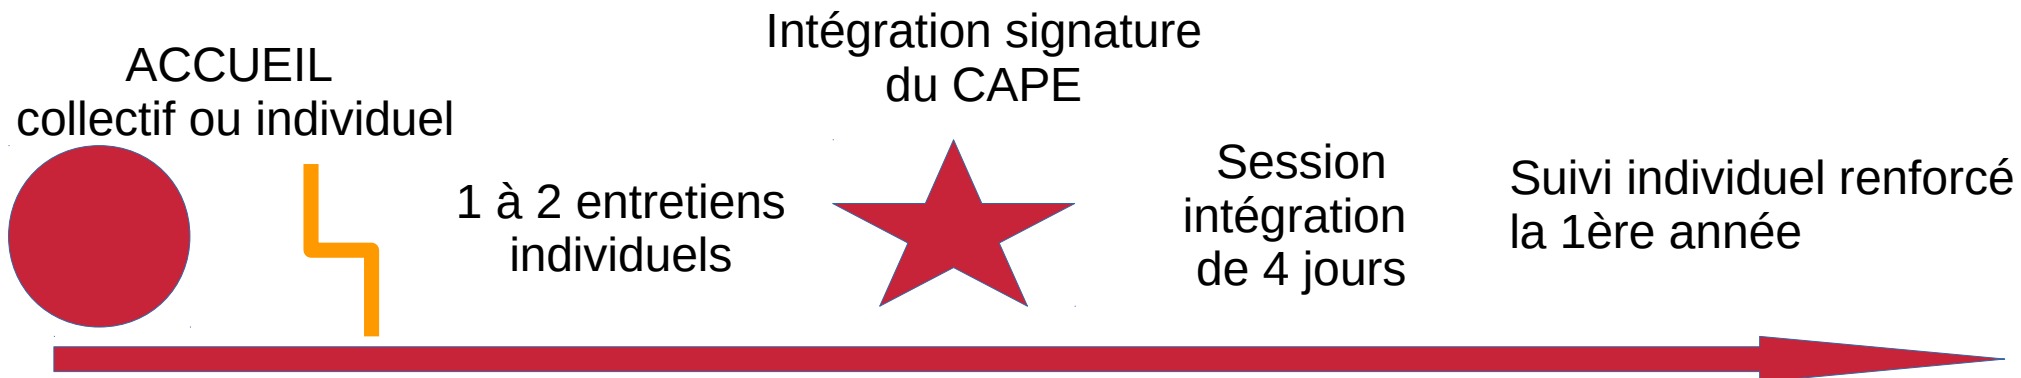 ACCUEIL
collectif ou individuel
1 à 2 entretiens
individuels
Intégration signature
du CAPE
Session
intégration
de 4 jours
Suivi individuel renforcé
la 1ère année